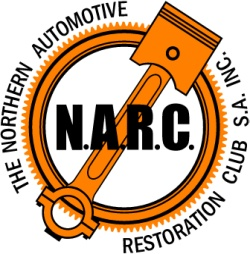 THE NORTHERN AUTOMOTIVE
N.A.R.C.
RESTORATION CLUB S.A. INC.